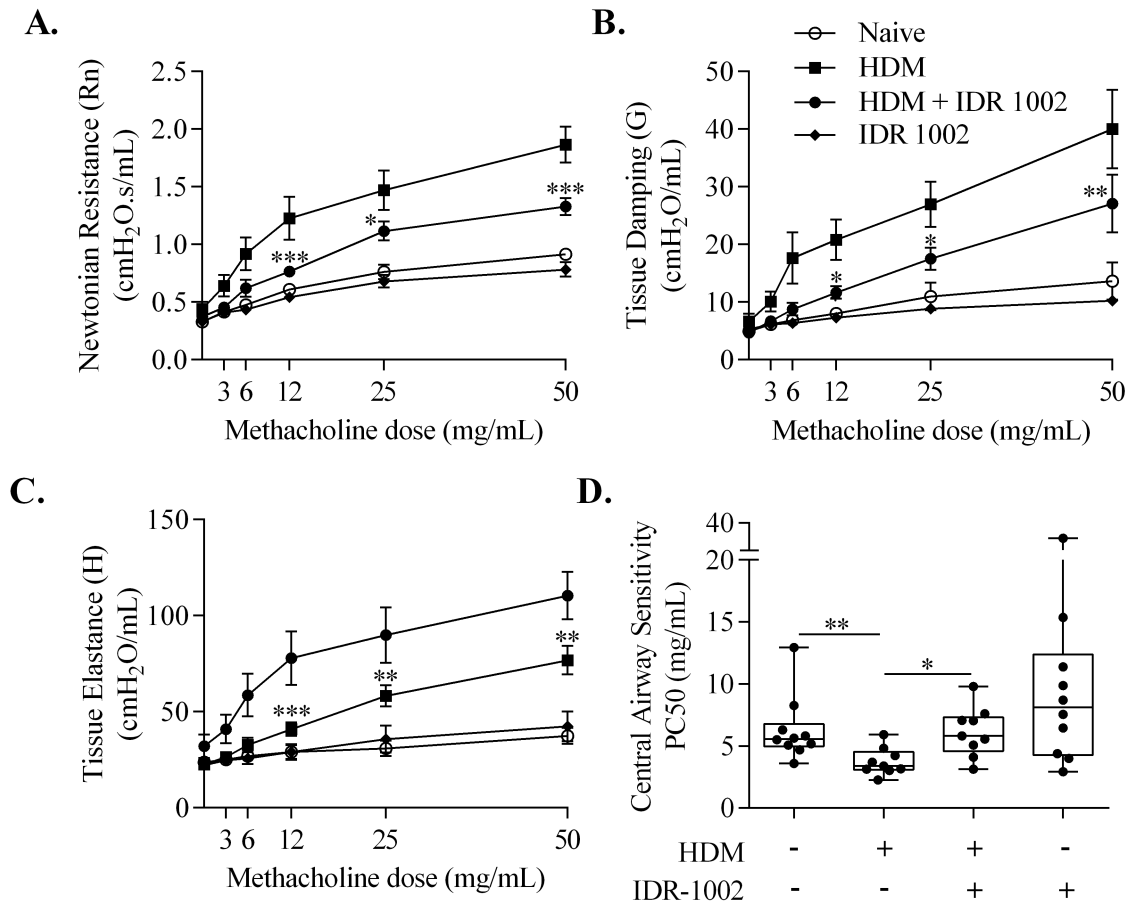 A.
Newtonian Resistance (Rn)
(cmH2O.s/mL)
2.5
2.0
1.5
1.0
0.5
0.0
***
*
***
3 6 12 25 50
Methacholine dose (mg/mL)
B.
Naive
HDM
HDM + IDR 1002
IDR 1002
Tissue Damping (G)
(cmH2O/mL)
50
40
30
20
10
0
*
*
**
3 6 12 25 50
Methacholine dose (mg/mL)
C.
Tissue Elastance (H)
(cmH2O/mL)
150
100
50
0
***
**
**
3 6 12 25 50
Methacholine dose (mg/mL)
D.
Central Airway Sensitivity
PC50 (mg/mL)
40
20
15
10
5
0
**
*
HDM - + + -
IDR-1002 - - + +